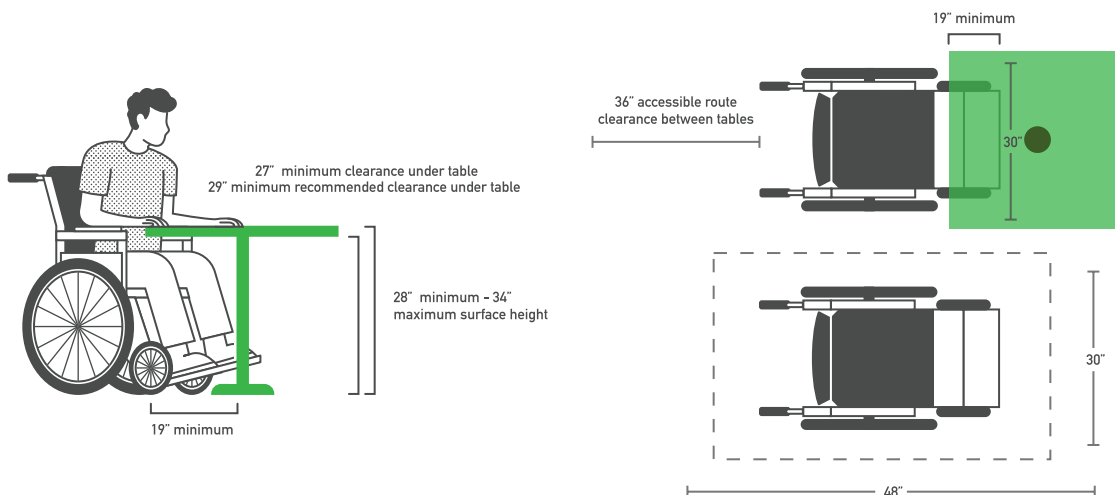 19” minimum
36” accessible route
clearance between tables
30”
27”  minimum clearance under table
29” minimum recommended clearance under table
28”  minimum - 34”
maximum surface height
30”
19” minimum
48”